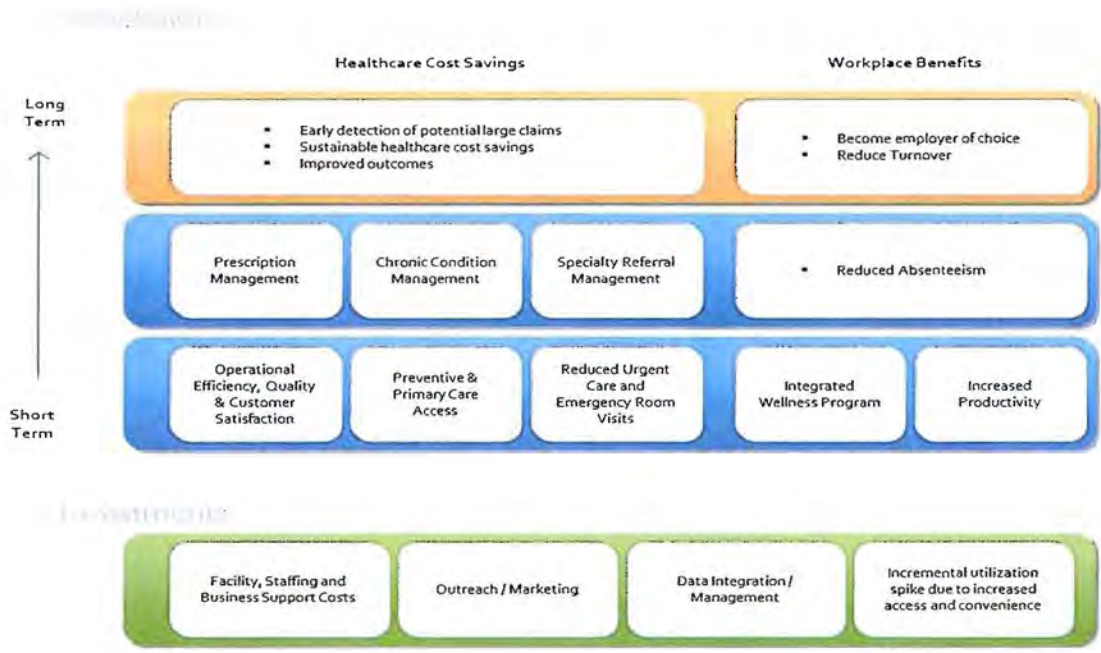 Healthcare Cost Savings
Workplace Benefits
Long
Term
▪ Early detection of potential large claims
▪ Sustainable healthcare cost savings
▪ Improved outcomes
▪ Become employer of choice
▪ Reduce Turnover
Prescription
Management
Chronic Condition
Management
Specialty Referral
Management
▪ Reduced Absenteeism
Operational
Efficiency, Quality
& Customer
Satisfaction
Preventive &
Primary Care
Access
Reduced Urgent
Care and
Emergency Room
Visits
Integrated
Wellness Program
Increased
Productivity
Short
Term
Investments
Facility, Staffing and
Business Support Costs
Outreach / Marketing
Data Integration /
Management
Incremental utilization
spike due to increased
access and convenience